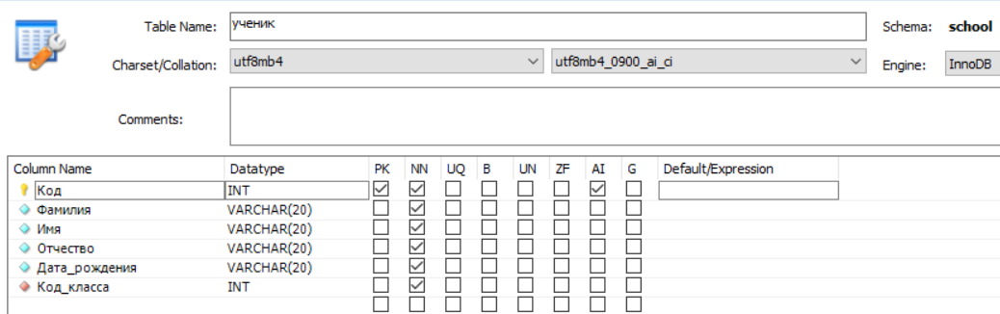 Table Name: ученик Schema: school
Charset/Collation: utf8mb4 utf8mb4_0900_ai_ci Engine: InnoDB
Comments:
Column Name Datatype PK NN UQ B UN ZF AI G Default/Expression
Код INT
Фамилия VARCHAR(20)
Имя VARCHAR(20)
Отчество VARCHAR(20)
Дата_рождения VARCHAR(20)
Код_класса INT